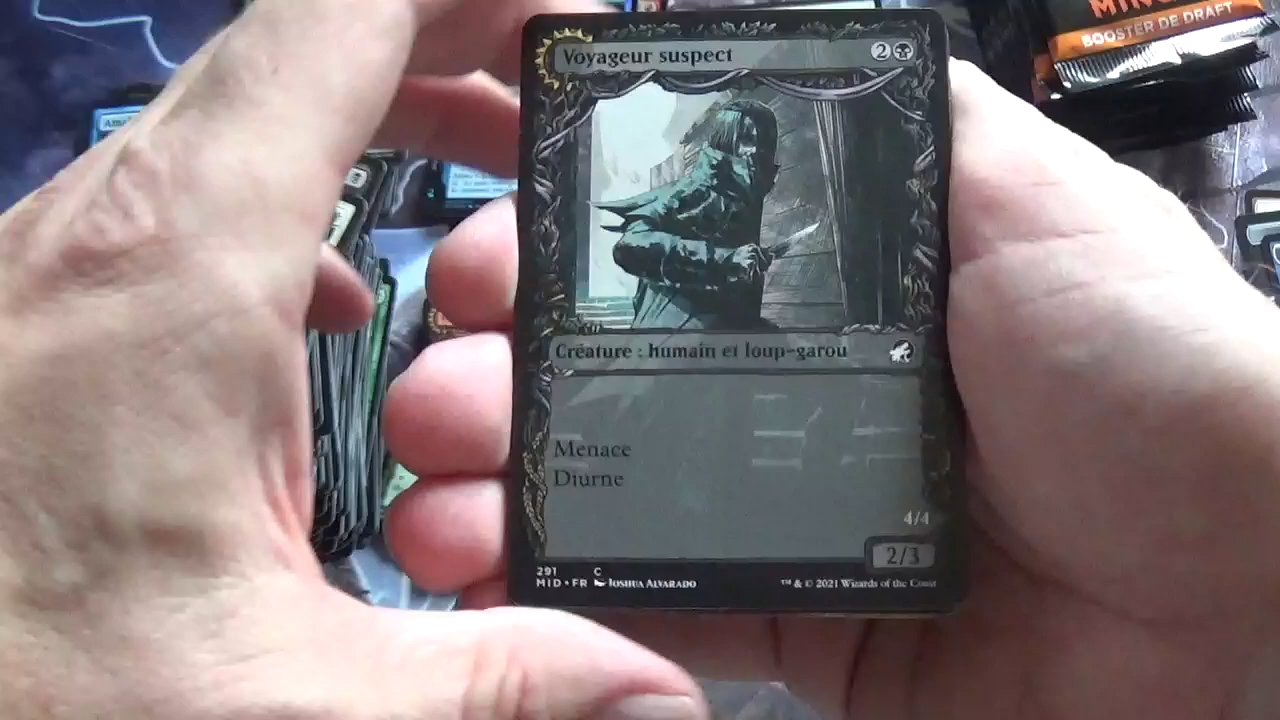 MING
BOOSTER DE DRAFT
Voyageur suspect
2
Créature : humain et loup-garou
Menace
Diurne
4/4
2/3
291 C
MID • FR JOSHUA ALVARADO
™ & © 2021 Wizards of the Coast